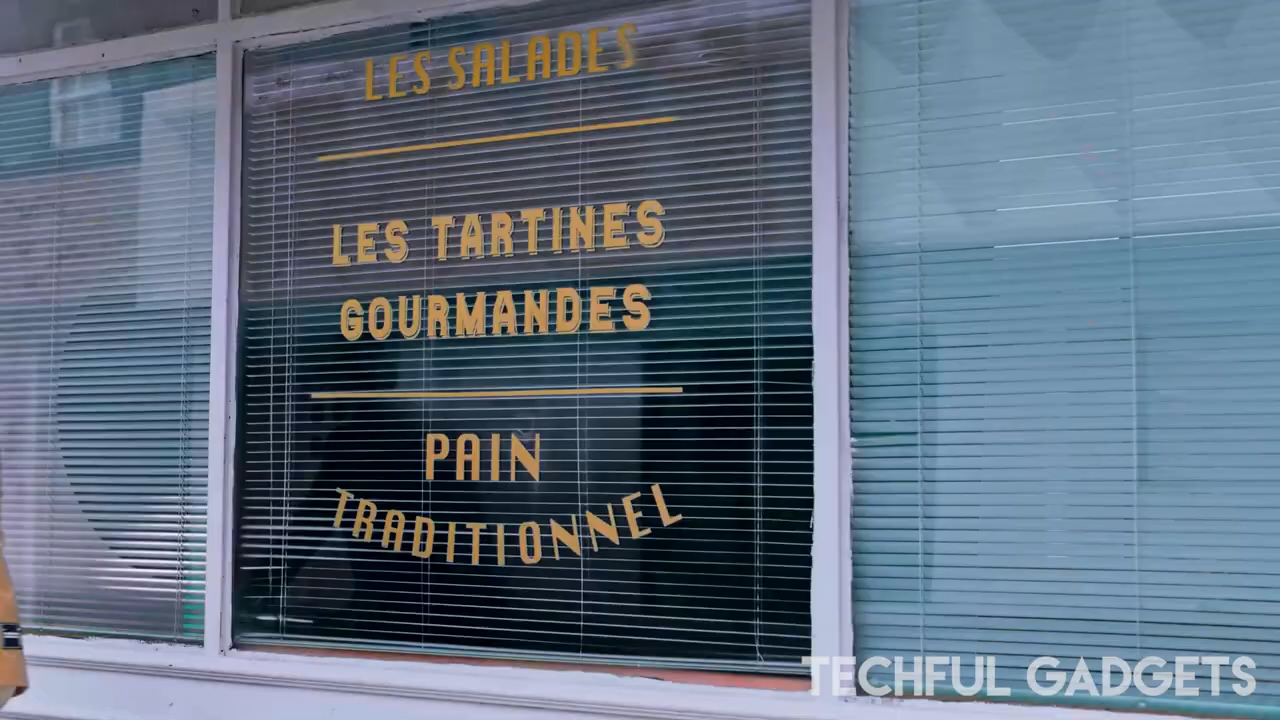 LES SALADES
LES TARTINES
GOURMANDES
PAIN
TRADITIONNEL
TECHFUL GADGETS